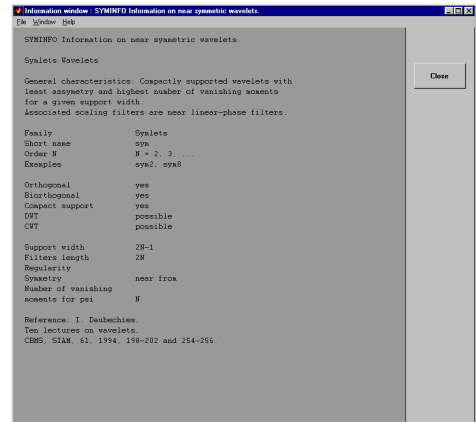 Information window : SYMINFO Information on near symmetric wavelets.
File Window Help
SYMINFO Information on near symmetric wavelets.
Symlets Wavelets
General characteristics: Compactly supported wavelets with
least assymetry and highest number of vanishing moments
for a given support width.
Associated scaling filters are near linear-phase filters.
Family Symlets
Short name sym
Order N N = 2, 3, ...
Examples sym2, sym8
Orthogonal yes
Biorthogonal yes
Compact support yes
DWT possible
CWT possible
Support width 2N-1
Filters length 2N
Regularity
Symmetry near from
Number of vanishing
moments for psi N
Reference: I. Daubechies,
Ten lectures on wavelets,
CBMS, SIAM, 61, 1994, 198-202 and 254-256.
Close